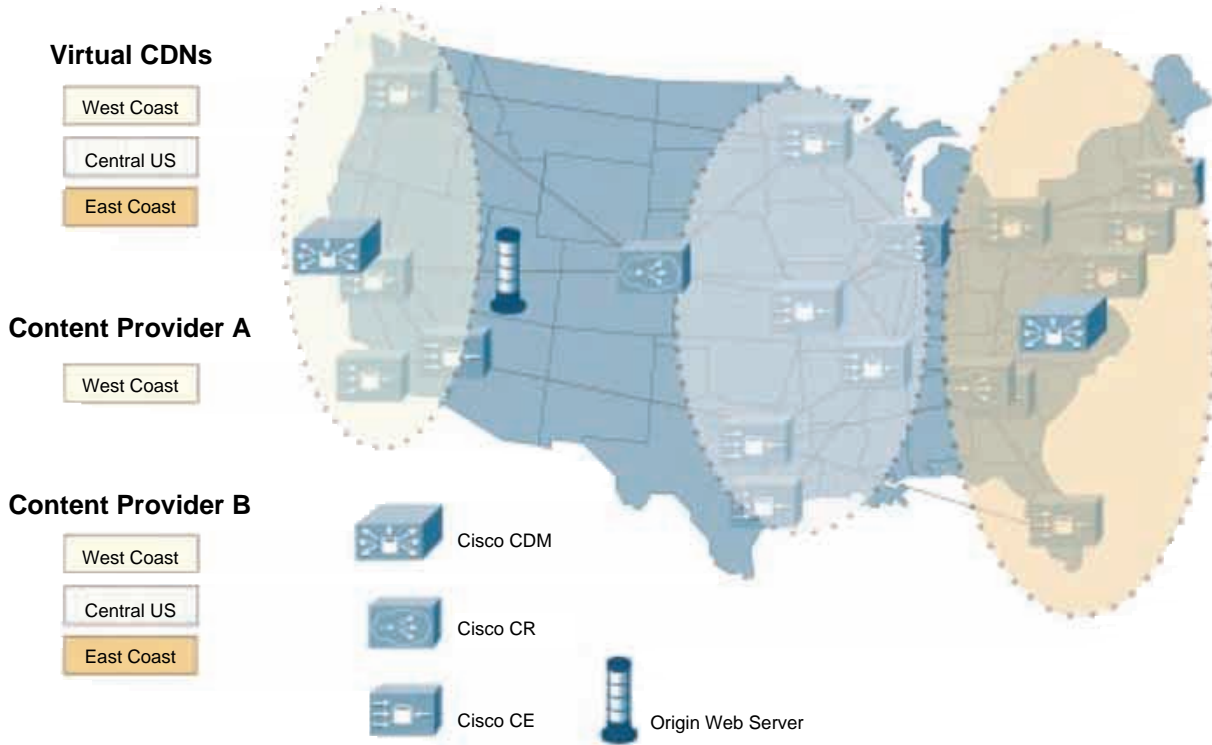 Virtual CDNs
West Coast
Central US
East Coast
Content Provider A
West Coast
Content Provider B
West Coast
Central US
East Coast
Cisco CDM
Cisco CR
Cisco CE
Origin Web Server